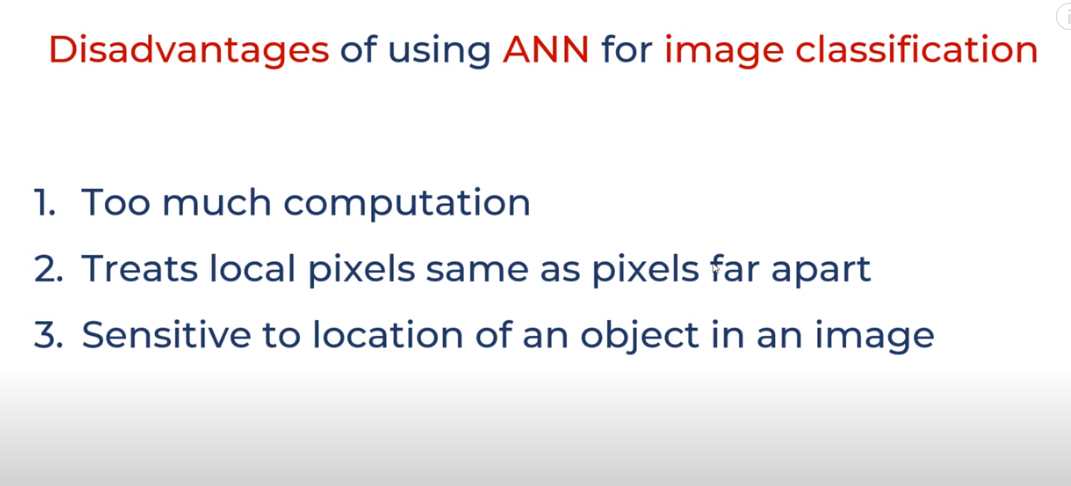 Disadvantages of using ANN for image classification
1. Too much computation
2. Treats local pixels same as pixels far apart
3. Sensitive to location of an object in an image